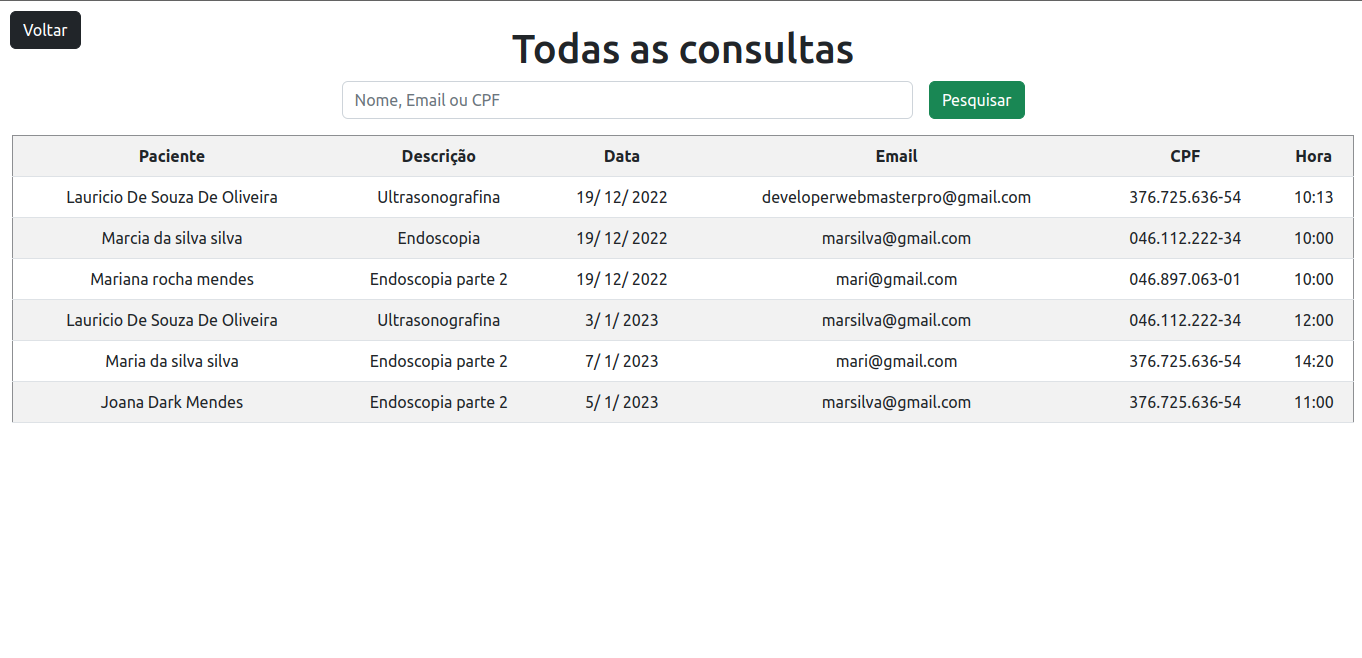 Voltar
Todas as consultas
Nome, Email ou CPF Pesquisar
Paciente Descrição Data Email CPF Hora
Lauricio De Souza De Oliveira Ultrasonografina 19/ 12/ 2022 developerwebmasterpro@gmail.com 376.725.636-54 10:13
Marcia da silva silva Endoscopia 19/ 12/ 2022 marsilva@gmail.com 046.112.222-34 10:00
Mariana rocha mendes Endoscopia parte 2 19/ 12/ 2022 mari@gmail.com 046.897.063-01 10:00
Lauricio De Souza De Oliveira Ultrasonografina 3/ 1/ 2023 marsilva@gmail.com 046.112.222-34 12:00
Maria da silva silva Endoscopia parte 2 7/ 1/ 2023 mari@gmail.com 376.725.636-54 14:20
Joana Dark Mendes Endoscopia parte 2 5/ 1/ 2023 marsilva@gmail.com 376.725.636-54 11:00